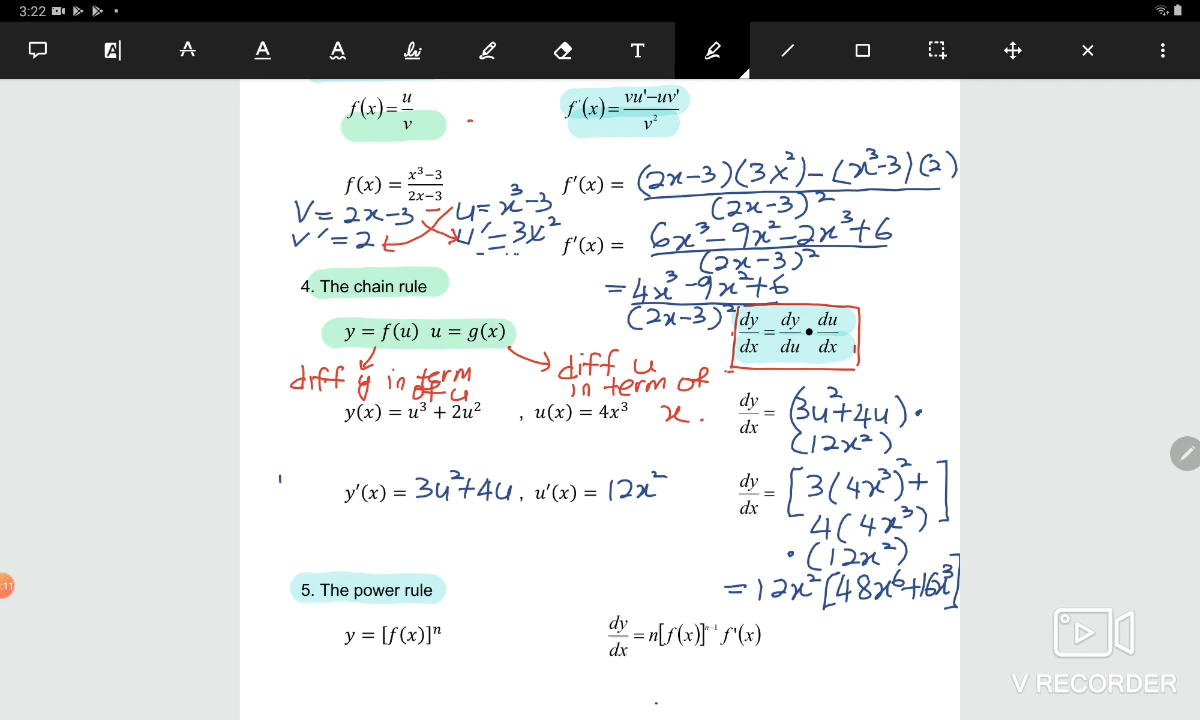 3:22
f(x)= u/v f'(x)= vu'−uv'/v²
f(x) = x³−3/2x−3 f′(x) = (2x-3)(3x²)-(x³-3)(2)/(2x-3)²
V=2x-3 u=x³-3
v'=2 u'=3x² f′(x) = 6x³-9x²-2x³+6/(2x-3)²
4. The chain rule = 4x³-9x²+6/(2x-3)²
y = f(u) u = g(x) dy/dx = dy/du • du/dx
diff y in term of u diff u in term of x.
y(x) = u³ + 2u² , u(x) = 4x³ dy/dx = (3u²+4u)•
(12x²)
y′(x) = 3u²+4u , u′(x) = 12x² dy/dx = [3(4x³)²+
4(4x³)]
•(12x²)
=12x²[48x⁶+16x³]
5. The power rule
y = [f(x)]ⁿ dy/dx = n[f(x)]ⁿ⁻¹ f'(x)
:11
V RECORDER